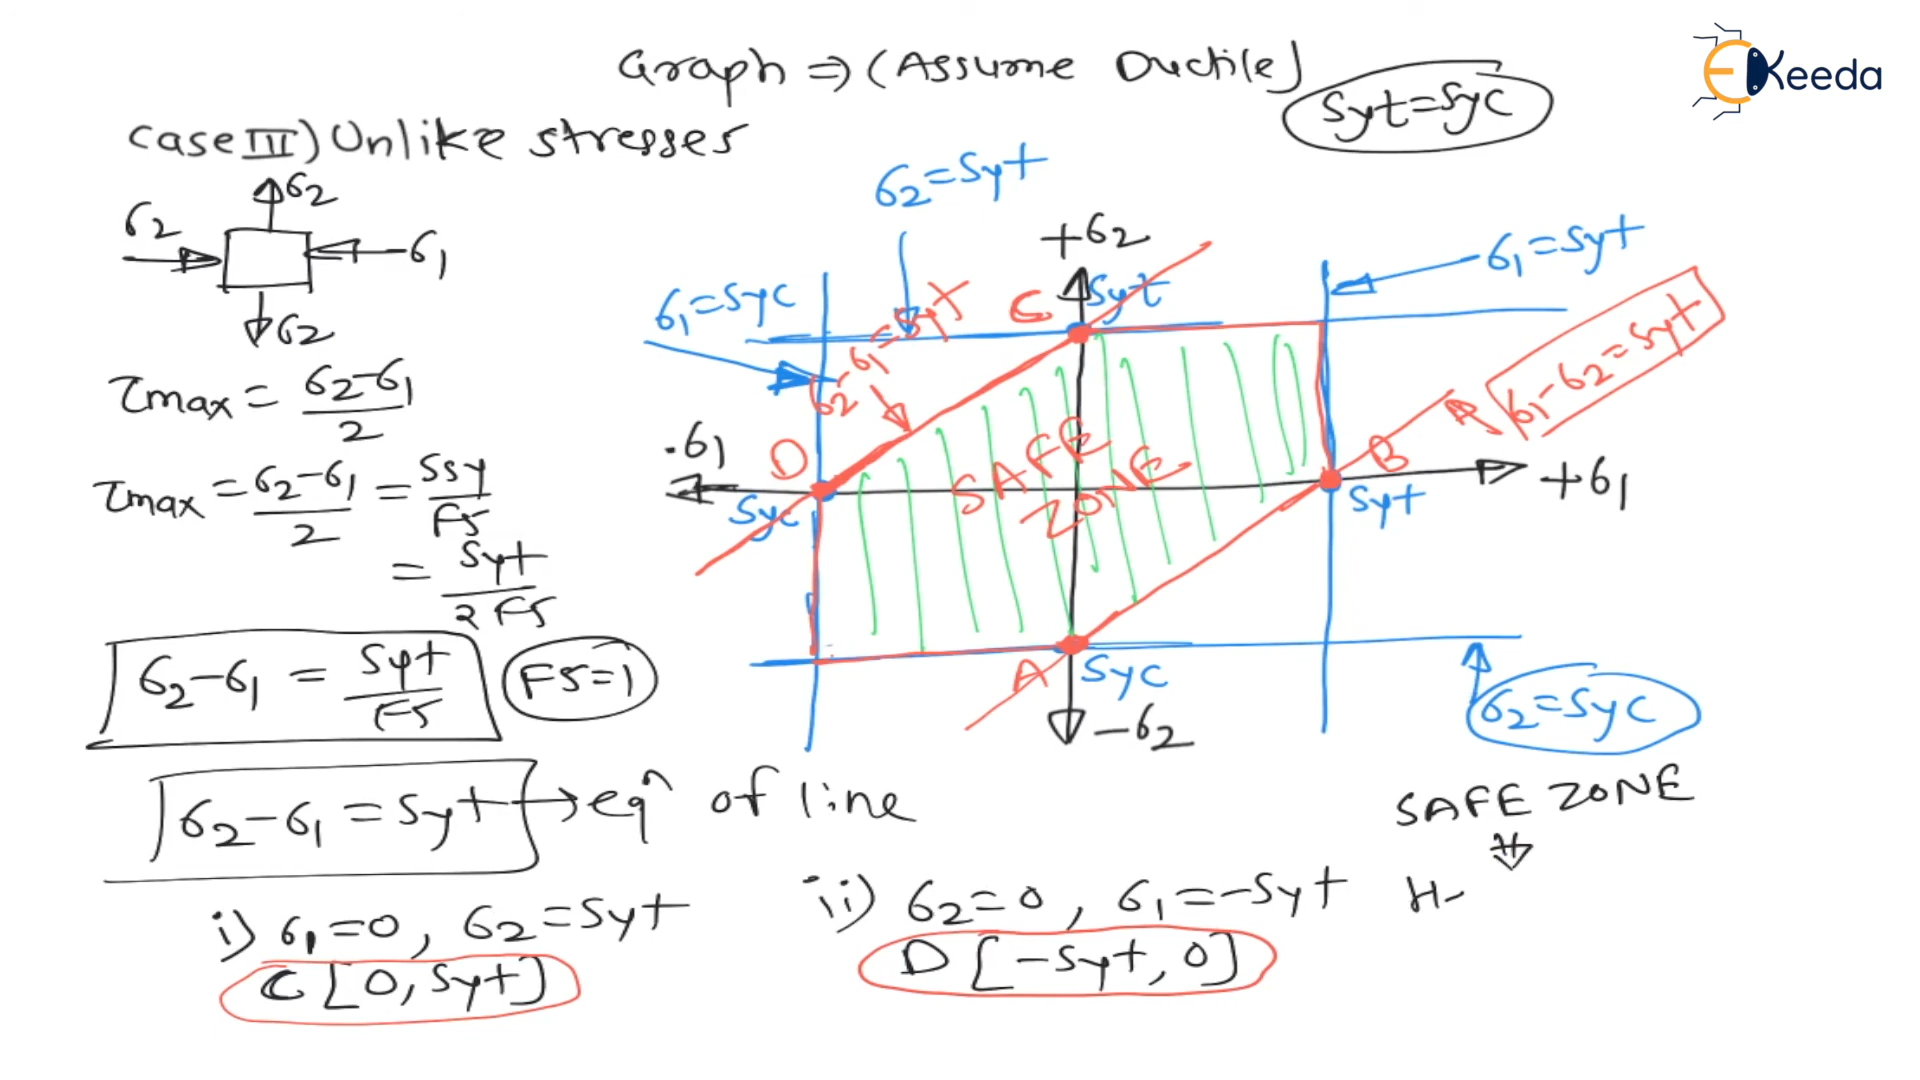 Graph ⇒ (Assume Ductile)
Syt=Syc
EKeeda
Case III) Unlike stresses
σ2
σ2
-σ1
σ2
τmax = σ2-σ1/2
τmax = σ2-σ1/2 = Ssy/FS
= Syt/2 FS
σ2-σ1 = Syt/FS
FS=1
σ2-σ1 = Syt → eqn of line
i) σ1=0, σ2=Syt
C [0, Syt]
ii) σ2=0, σ1=-Syt
D [-Syt, 0]
σ2=Syt
+σ2
σ1=Syt
σ1=Syc
σ2-σ1=Syt
C
Syt
σ1-σ2=Syt
-σ1
D
Syc
SAFE
ZONE
B
Syt
+σ1
A
Syc
-σ2
σ2=Syc
SAFE ZONE
⇓
H-